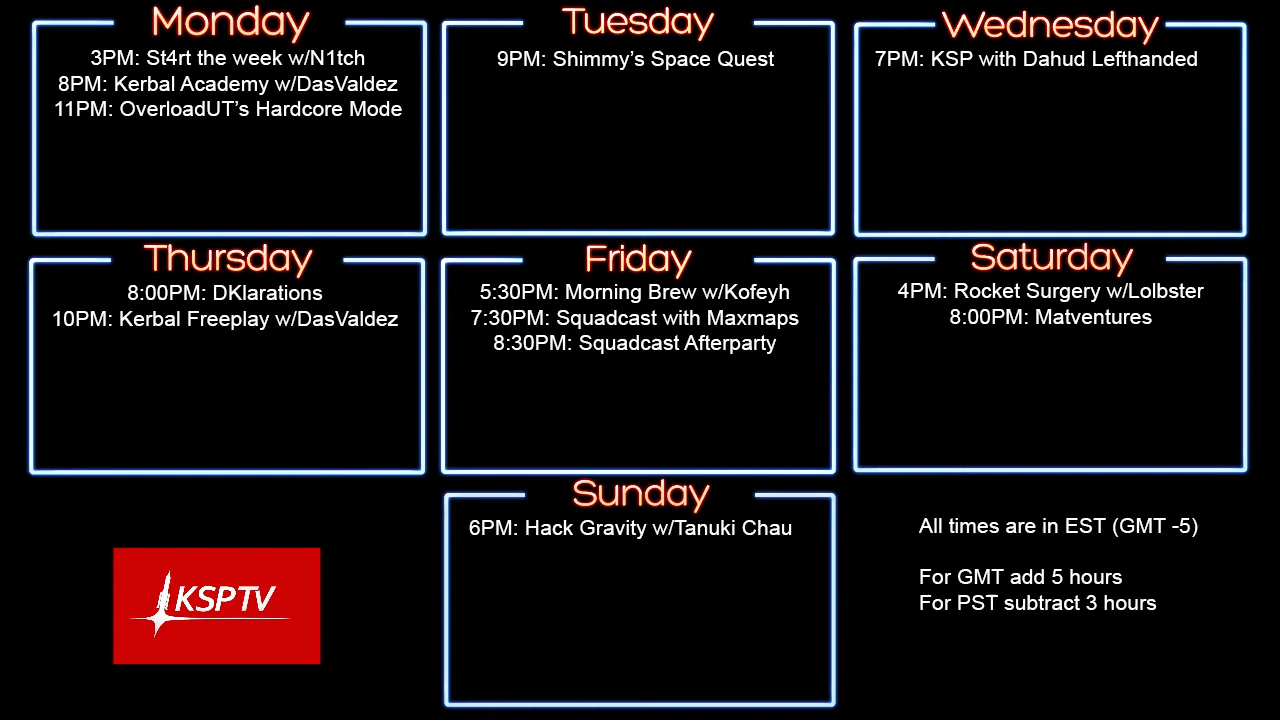 Monday
3PM: St4rt the week w/N1tch
8PM: Kerbal Academy w/DasValdez
11PM: OverloadUT’s Hardcore Mode
Tuesday
9PM: Shimmy’s Space Quest
Wednesday
7PM: KSP with Dahud Lefthanded
Thursday
8:00PM: DKlarations
10PM: Kerbal Freeplay w/DasValdez
Friday
5:30PM: Morning Brew w/Kofeyh
7:30PM: Squadcast with Maxmaps
8:30PM: Squadcast Afterparty
Saturday
4PM: Rocket Surgery w/Lolbster
8:00PM: Matventures
Sunday
6PM: Hack Gravity w/Tanuki Chau
KSPTV
All times are in EST (GMT -5)
For GMT add 5 hours
For PST subtract 3 hours